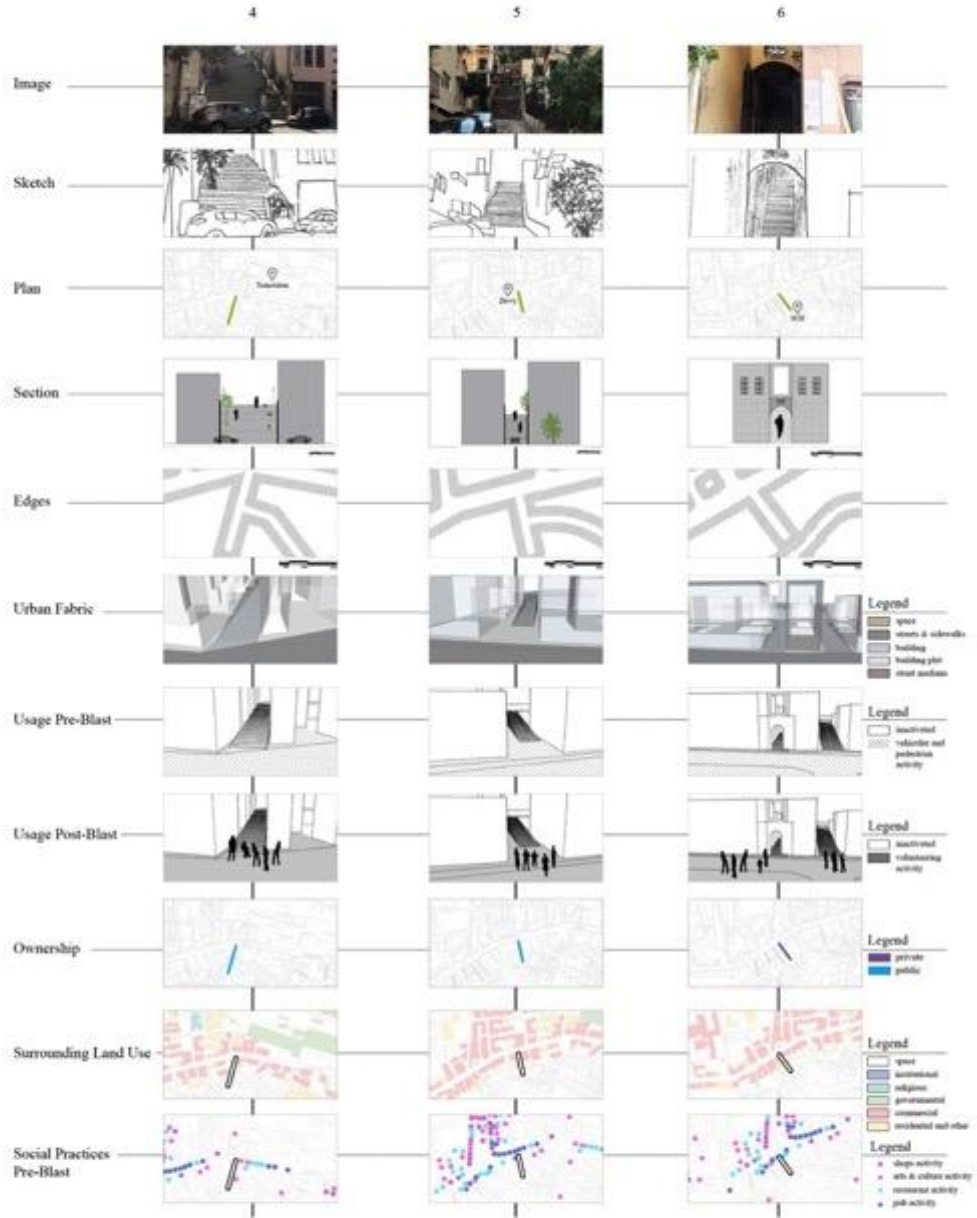 4 5 6
Image
Sketch
Plan
Section
Edges
Urban Fabric
Legend
space
streets & sidewalks
building
building plot
street medians
Usage Pre-Blast
Legend
inactivated
vehicular and
pedestrian
activity
Usage Post-Blast
Legend
inactivated
volunteering
activity
Ownership
Legend
private
public
Surrounding Land Use
Legend
space
institutional
religious
governmental
commercial
residential and other
Social Practices
Pre-Blast
Legend
shops activity
arts & culture activity
restaurant activity
pub activity